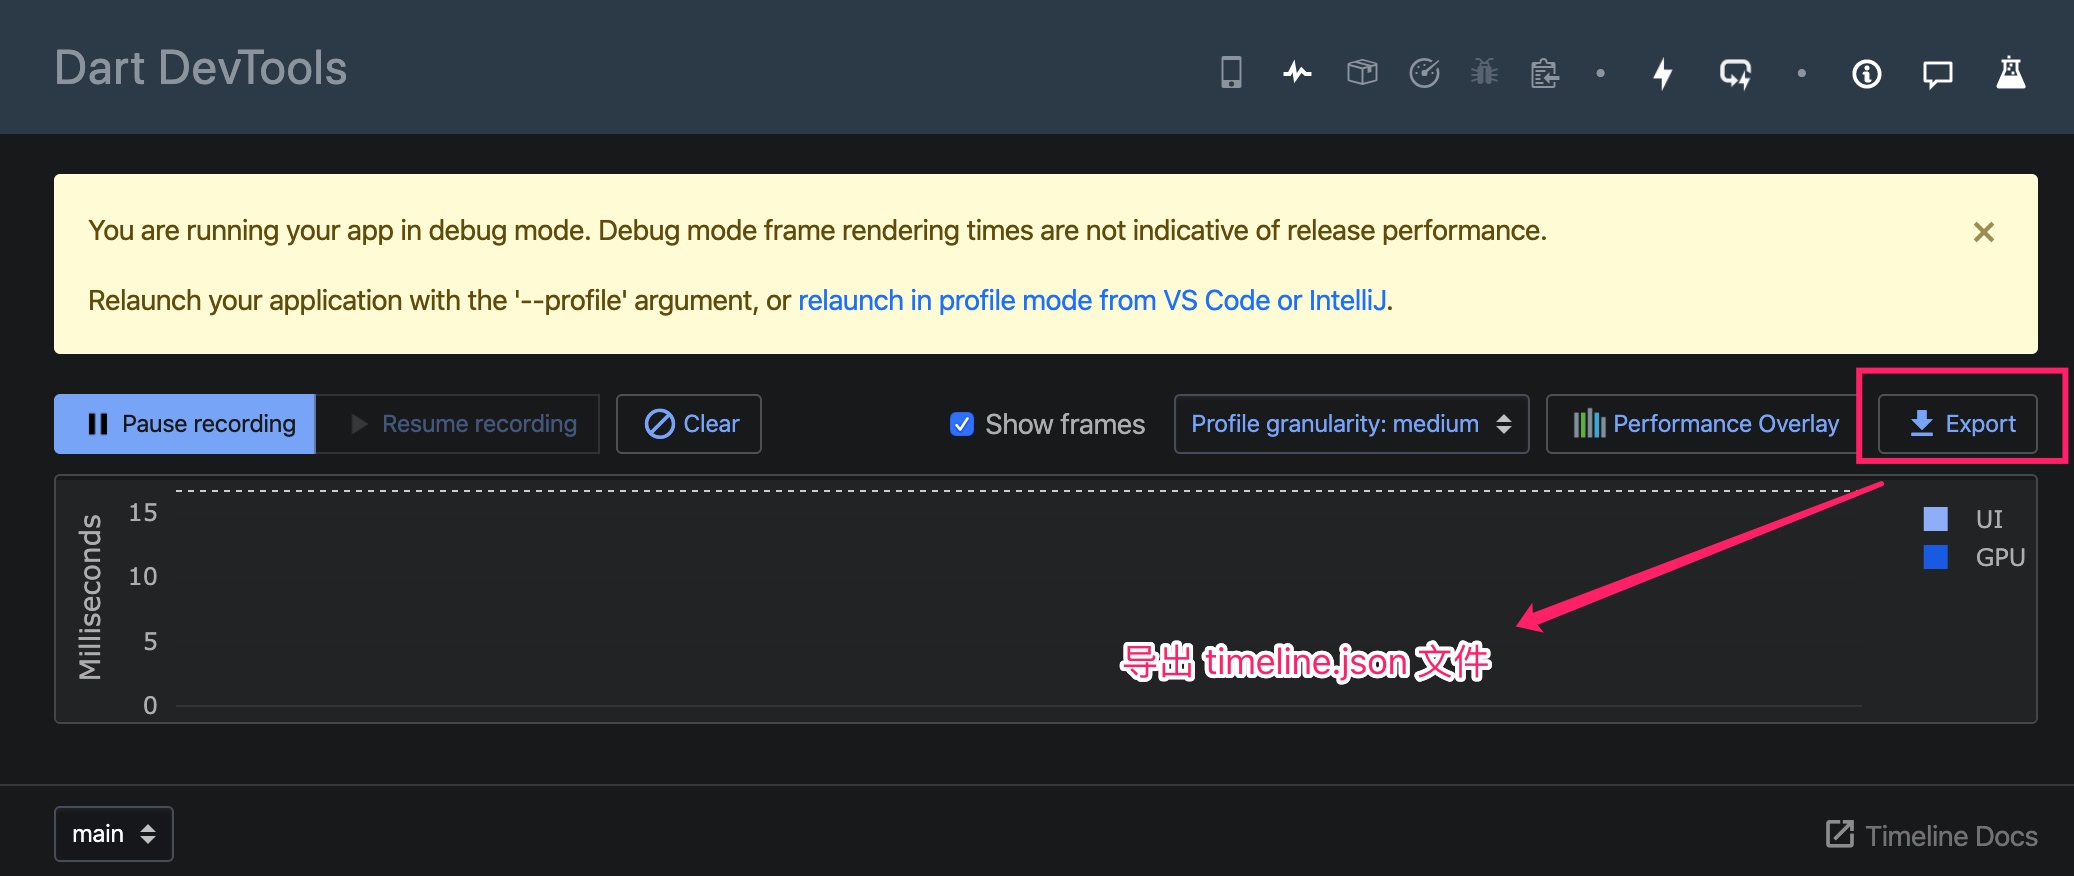 Dart DevTools
You are running your app in debug mode. Debug mode frame rendering times are not indicative of release performance.
Relaunch your application with the '--profile' argument, or relaunch in profile mode from VS Code or IntelliJ.
Pause recording Resume recording Clear Show frames Profile granularity: medium Performance Overlay Export
Milliseconds
15
10
5
0
UI
GPU
导出 timeline.json 文件
main
Timeline Docs